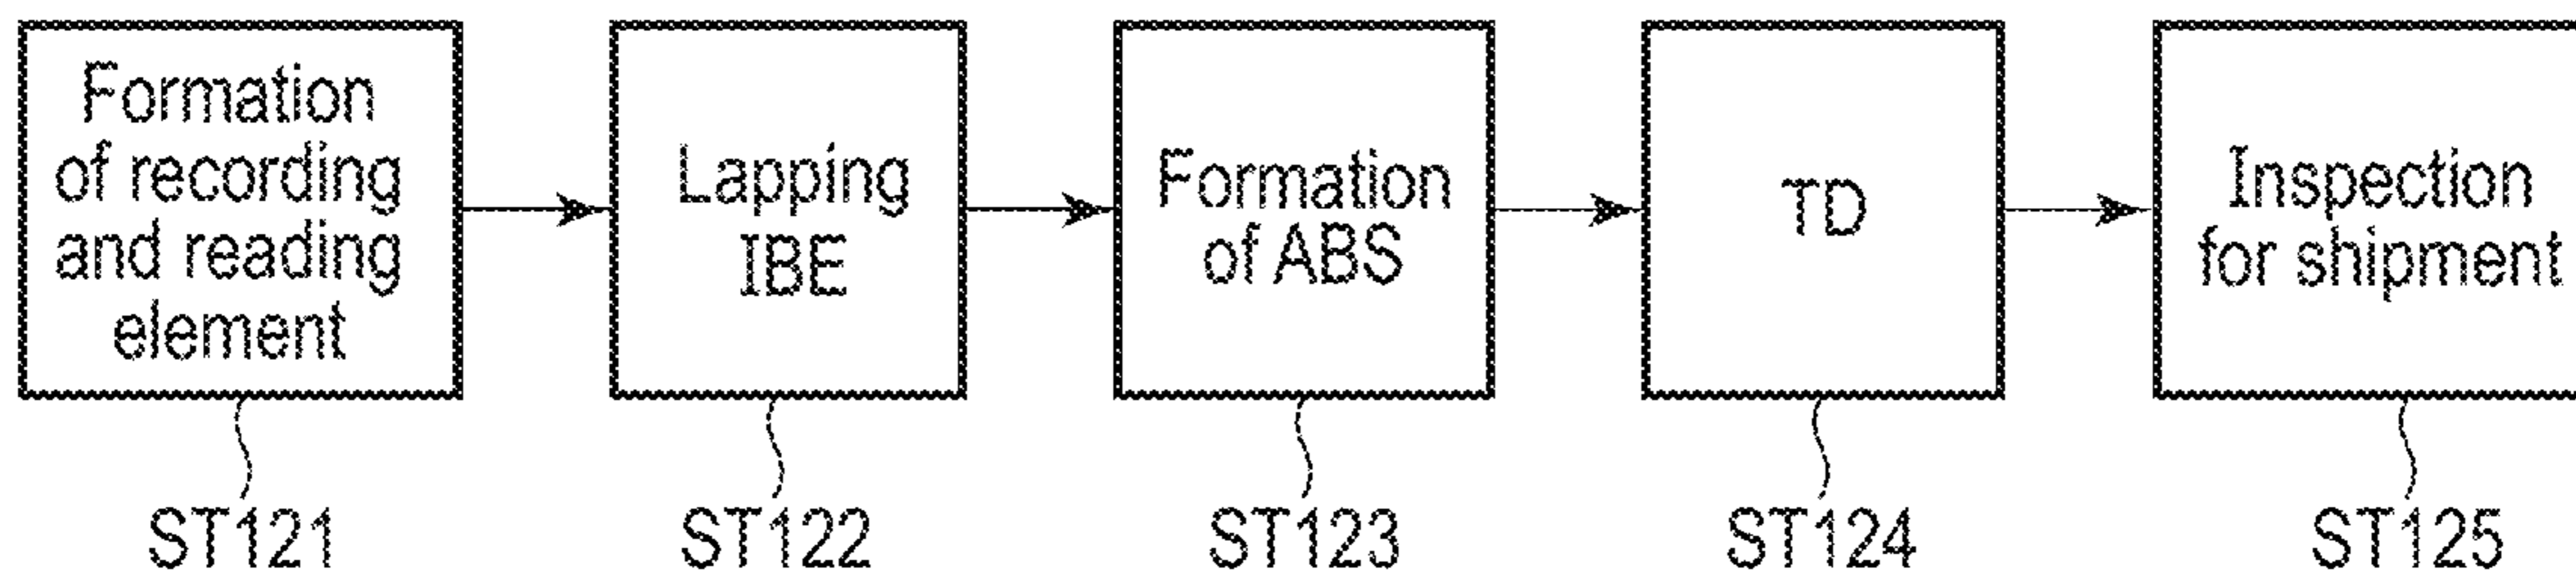 Formation
of recording
and reading
element
Lapping
IBE
Formation
of ABS
TD
Inspection
for shipment
ST121
ST122
ST123
ST124
ST125